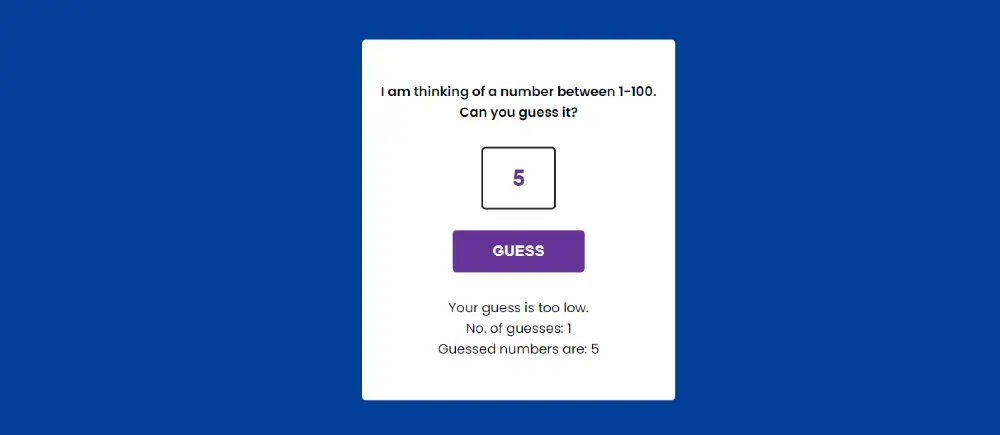 I am thinking of a number between 1-100.
Can you guess it?
5
GUESS
Your guess is too low.
No. of guesses: 1
Guessed numbers are: 5